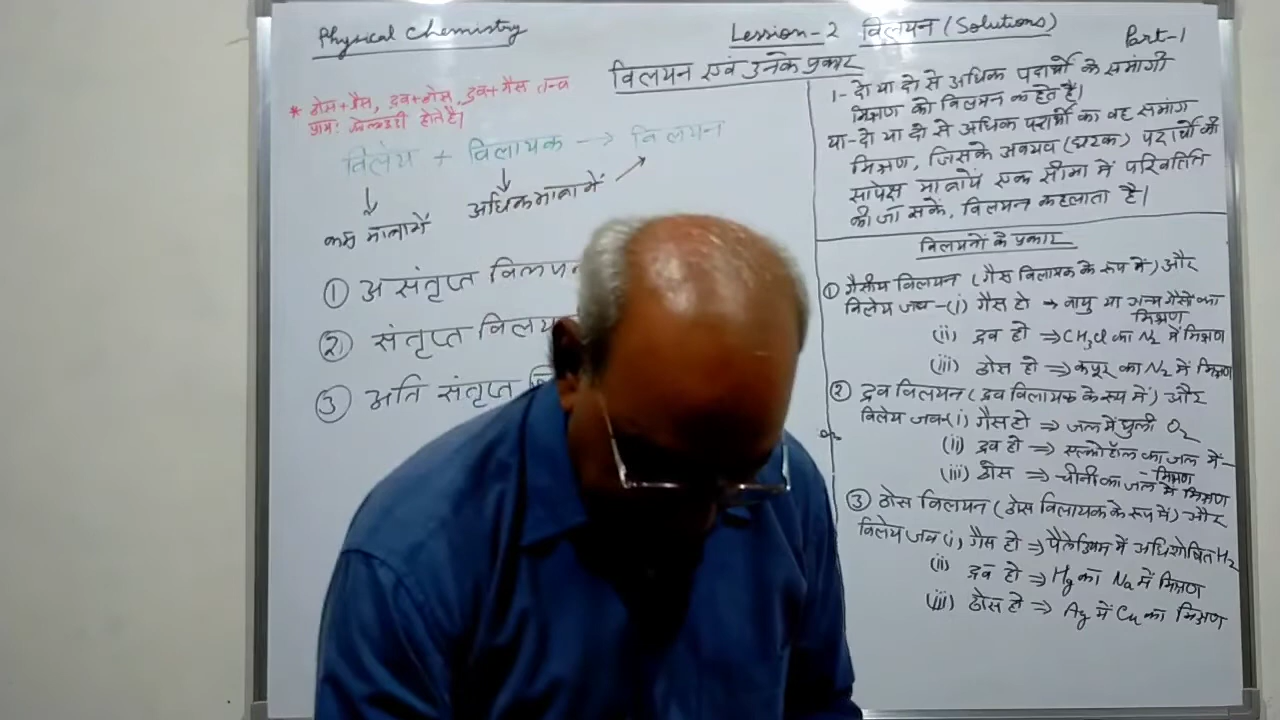 Physical Chemistry
Lession-2 विलयन (Solutions)
Part-1
विलयन एवं उनके प्रकार
* ठोस+गैस, द्रव+ठोस, द्रव+गैस तन्त्र
प्रायः होते है।
विलेय + विलायक → विलयन
कम मात्रा में
अधिक मात्रा में
① असंतृप्त विलयन
② संतृप्त विलय
③ अति संतृप्त
1- दो या दो से अधिक पदार्थो के समांगी
मिश्रण को विलयन कहते है।
या- दो या दो से अधिक पदार्थो का वह समांग
मिश्रण, जिसके अवयव (घटक) पदार्थो की
सापेक्ष मात्रायें एक सीमा में परिवर्तित
की जा सकें, विलयन कहलाता है।
विलयनों के प्रकार
① गैसीय विलयन (गैस विलायक के रूप में) और
विलेय जब-(i) गैस हो → वायु या अन्य गैसों का
मिश्रण
(ii) द्रव हो ⇒ CH3Cl का N2 में मिश्रण
(iii) ठोस हो ⇒ कपूर का N2 में मिश्रण
② द्रव विलयन (द्रव विलायक के रूप में) और
विलेय जब (i) गैस हो ⇒ जल में घुली O2
(ii) द्रव हो ⇒ एल्कोहॉल का जल में-
- मिश्रण
(iii) ठोस ⇒ चीनी का जल में मिश्रण
③ ठोस विलयन (ठोस विलायक के रूप में) और
विलेय जब (i) गैस हो ⇒ पैलेडियम में अधिशोषित H2
(ii) द्रव हो ⇒ Hg का Na में मिश्रण
(iii) ठोस हो ⇒ Ag में Cu का मिश्रण